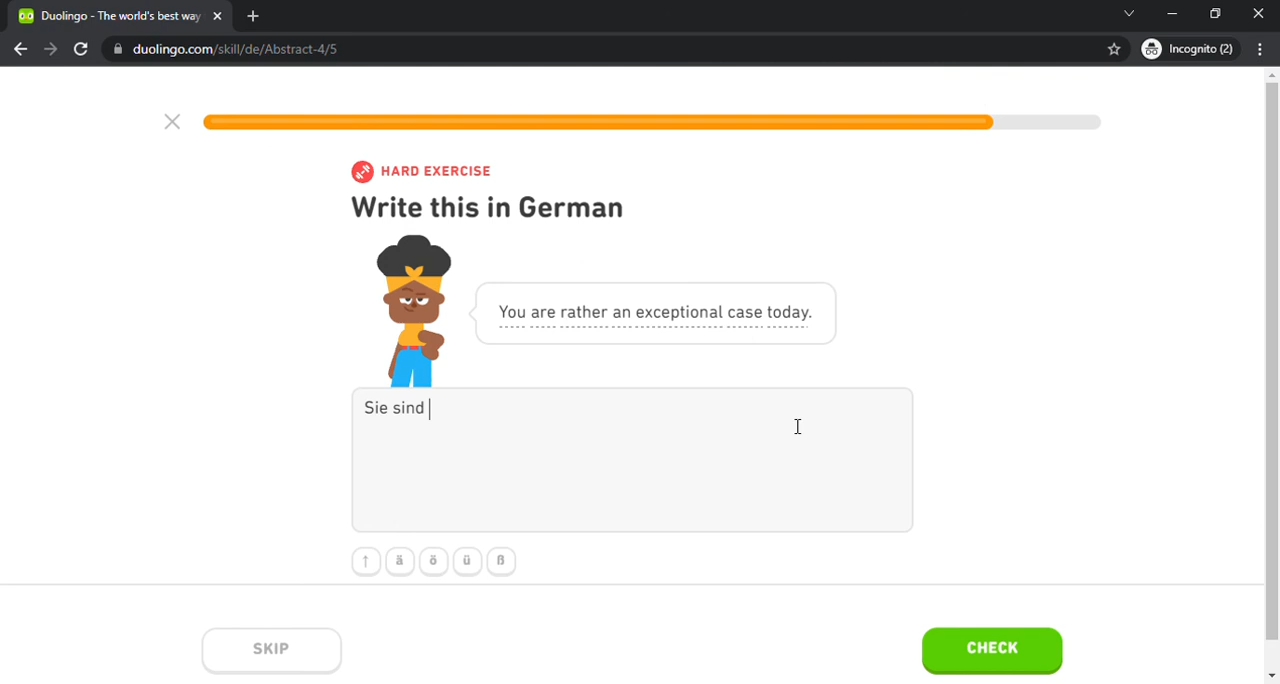 Duolingo - The world's best way
duolingo.com/skill/de/Abstract-4/5
Incognito (2)
HARD EXERCISE
Write this in German
You are rather an exceptional case today.
Sie sind
↑ ä ö ü ß
SKIP
CHECK